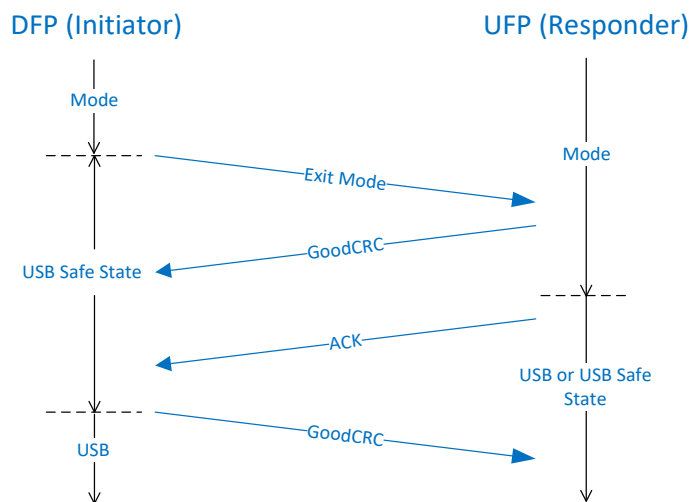 DFP (Initiator)
UFP (Responder)
Mode
Mode
Exit Mode
GoodCRC
USB Safe State
ACK
USB or USB Safe
State
GoodCRC
USB